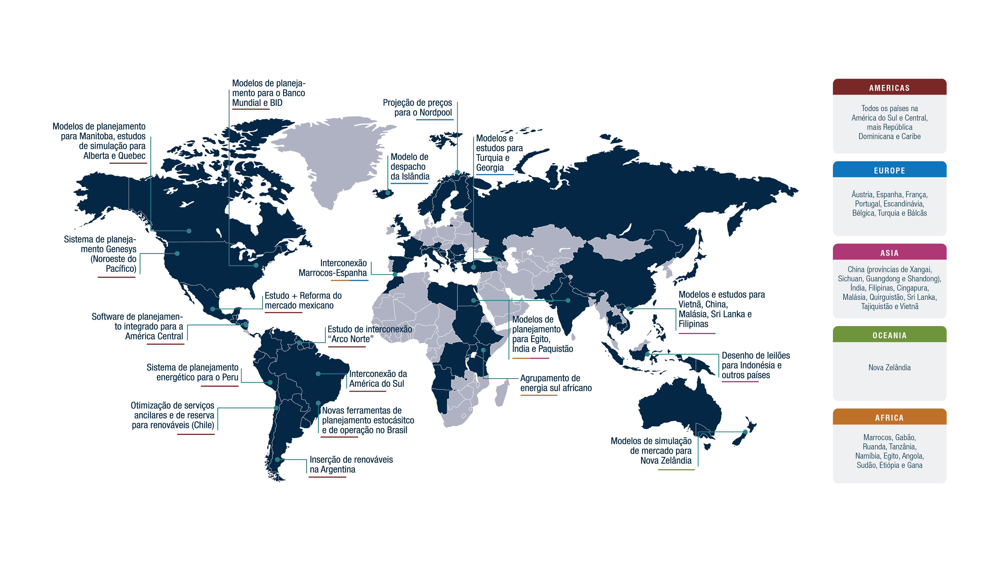 Modelos de planeja-
mento para o Banco
Mundial e BID
Projeção de preços
para o Nordpool
Modelos de planejamento
para Manitoba, estudos
de simulação para
Alberta e Quebec
Modelos e
estudos para
Turquia e
Georgia
Modelo de
despacho
da Islândia
Sistema de planeja-
mento Genesys
(Noroeste do
Pacífico)
Interconexão
Marrocos-Espanha
Estudo + Reforma do
mercado mexicano
Modelos e estudos para
Vietnã, China,
Malásia, Sri Lanka e
Filipinas
Software de planejamen-
to integrado para a
América Central
Estudo de interconexão
“Arco Norte”
Modelos de
planejamento
para Egito,
Índia e Paquistão
Desenho de leilões
para Indonésia e
outros países
Sistema de planejamento
energético para o Peru
Interconexão da
América do Sul
Agrupamento de
energia sul africano
Otimização de serviços
ancilares e de reserva
para renováveis (Chile)
Novas ferramentas de
planejamento estocásitco
e de operação no Brasil
Modelos de simulação
de mercado para
Nova Zelândia
Inserção de renováveis
na Argentina
AMERICAS
Todos os países na
América do Sul e Central,
mais República
Dominicana e Caribe
EUROPE
Áustria, Espanha, França,
Portugal, Escandinávia,
Bélgica, Turquia e Bálcãs
ASIA
China (províncias de Xangai,
Sichuan, Guangdong e Shandong),
Índia, Filipinas, Cingapura,
Malásia, Quirguistão, Sri Lanka,
Tajiquistão e Vietnã
OCEANIA
Nova Zelândia
AFRICA
Marrocos, Gabão,
Ruanda, Tanzânia,
Namíbia, Egito, Angola,
Sudão, Etiópia e Gana